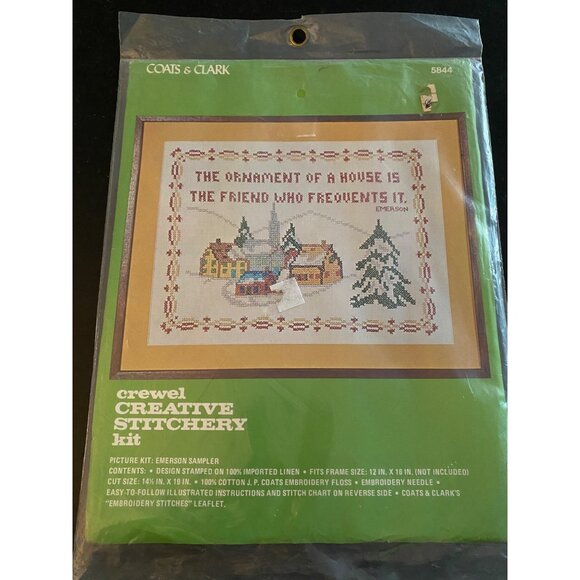 COATS & CLARK
5844
THE ORNAMENT OF A HOUSE IS
THE FRIEND WHO FREQUENTS IT.
EMERSON
crewel
CREATIVE
STITCHERY
kit
PICTURE KIT: EMERSON SAMPLER
CONTENTS: • DESIGN STAMPED ON 100% IMPORTED LINEN • FITS FRAME SIZE: 12 IN. X 16 IN. (NOT INCLUDED)
CUT SIZE: 14½ IN. X 19 IN. • 100% COTTON J. P. COATS EMBROIDERY FLOSS • EMBROIDERY NEEDLE •
EASY-TO-FOLLOW ILLUSTRATED INSTRUCTIONS AND STITCH CHART ON REVERSE SIDE • COATS & CLARK'S
"EMBROIDERY STITCHES" LEAFLET.